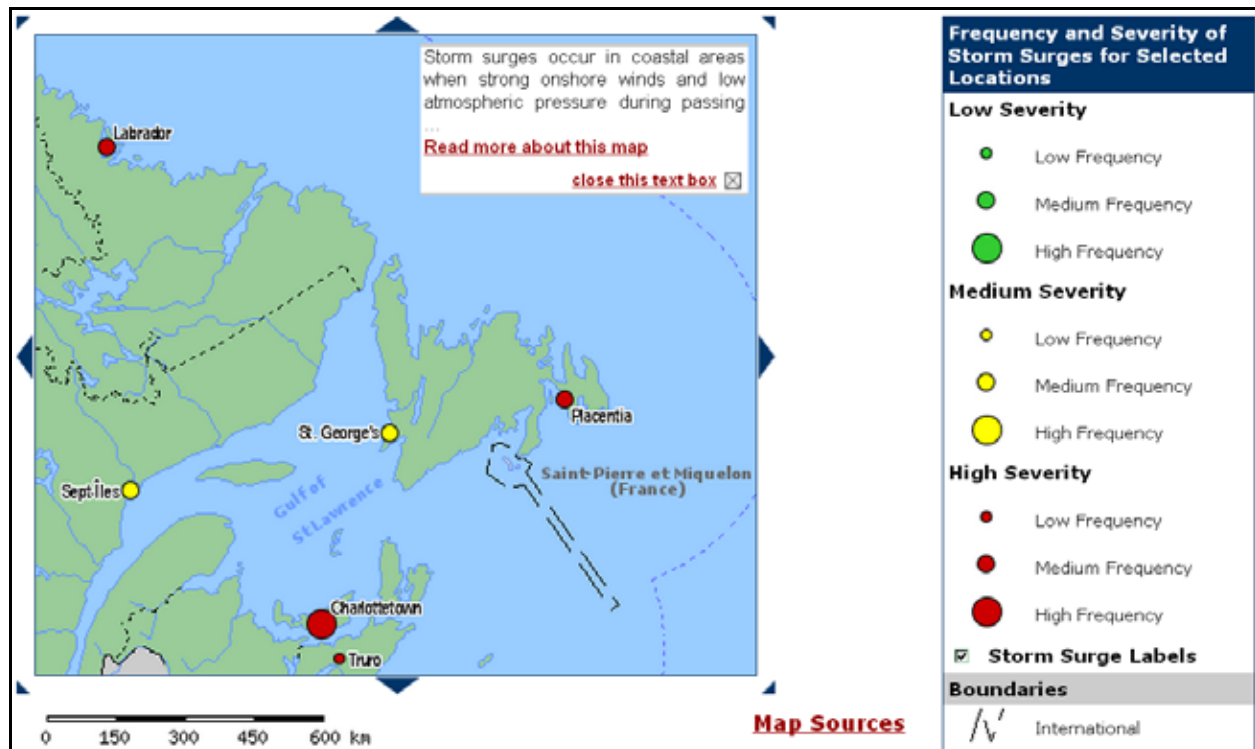 Storm surges occur in coastal areas
when strong onshore winds and low
atmospheric pressure during passing
...
Read more about this map
close this text box
Labrador
Placentia
St. George's
Sept-Îles
Saint-Pierre et Miquelon
(France)
Gulf of
St Lawrence
Charlottetown
Truro
0 150 300 450 600 km
Map Sources
Frequency and Severity of
Storm Surges for Selected
Locations
Low Severity
Low Frequency
Medium Frequency
High Frequency
Medium Severity
Low Frequency
Medium Frequency
High Frequency
High Severity
Low Frequency
Medium Frequency
High Frequency
Storm Surge Labels
Boundaries
International